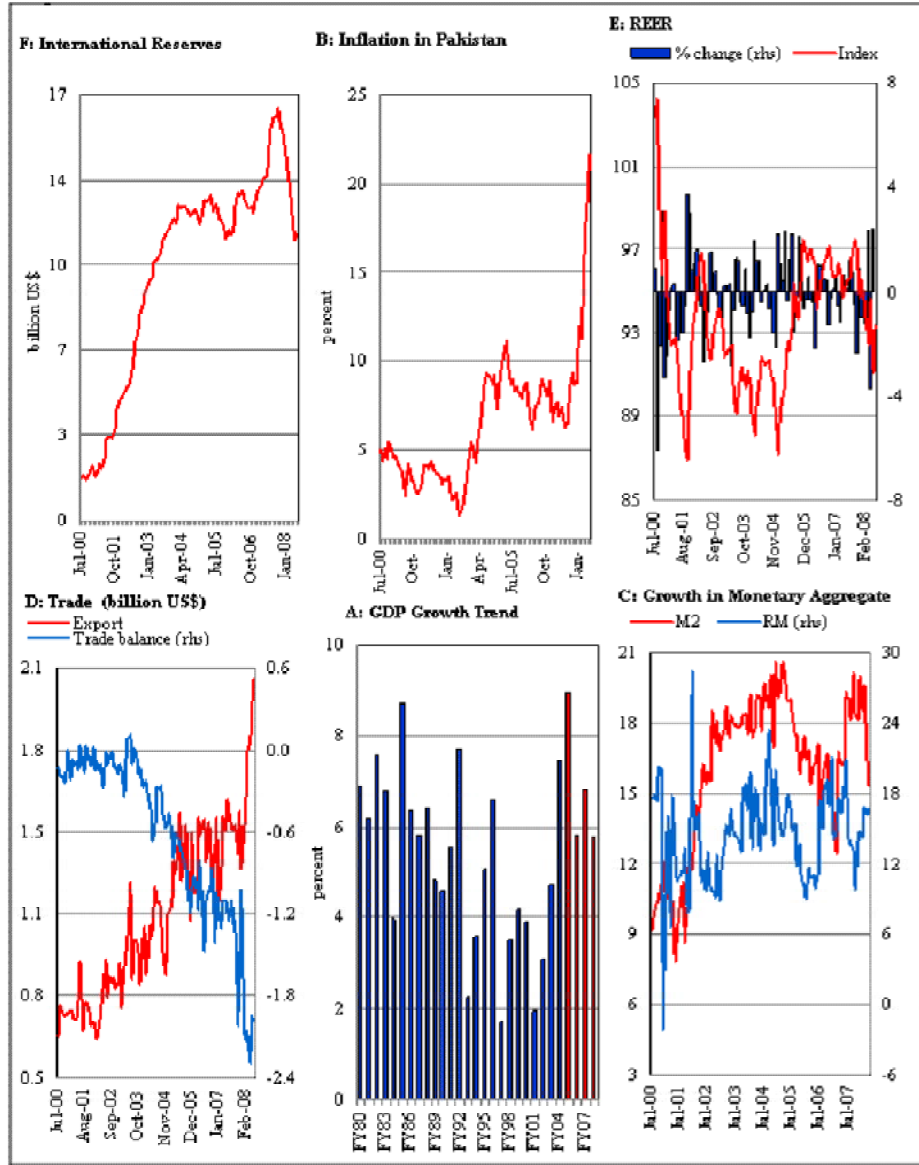 F: International Reserves
billion US$
17
14
10
7
3
0
Jul-00
Oct-01
Jan-03
Apr-04
Jul-05
Oct-06
Jan-08
B: Inflation in Pakistan
percent
25
20
15
10
5
0
Jul-00
Oct-
Jan-
Apr-
Jul-05
Oct-
Jan-
E: REER
% change (rhs)
Index
105
101
97
93
89
85
8
4
0
-4
-8
Jul-00
Aug-01
Sep-02
Oct-03
Nov-04
Dec-05
Jan-07
Feb-08
D: Trade (billion US$)
Export
Trade balance (rhs)
2.1
1.8
1.5
1.1
0.8
0.5
0.6
0.0
-0.6
-1.2
-1.8
-2.4
Jul-00
Aug-01
Sep-02
Oct-03
Nov-04
Dec-05
Jan-07
Feb-08
A: GDP Growth Trend
percent
10
8
6
4
2
0
FY80
FY83
FY86
FY89
FY92
FY95
FY98
FY01
FY04
FY07
C: Growth in Monetary Aggregate
M2
RM (rhs)
21
18
15
12
9
6
3
30
24
18
12
6
0
-6
Jul-00
Jul-01
Jul-02
Jul-03
Jul-04
Jul-05
Jul-06
Jul-07